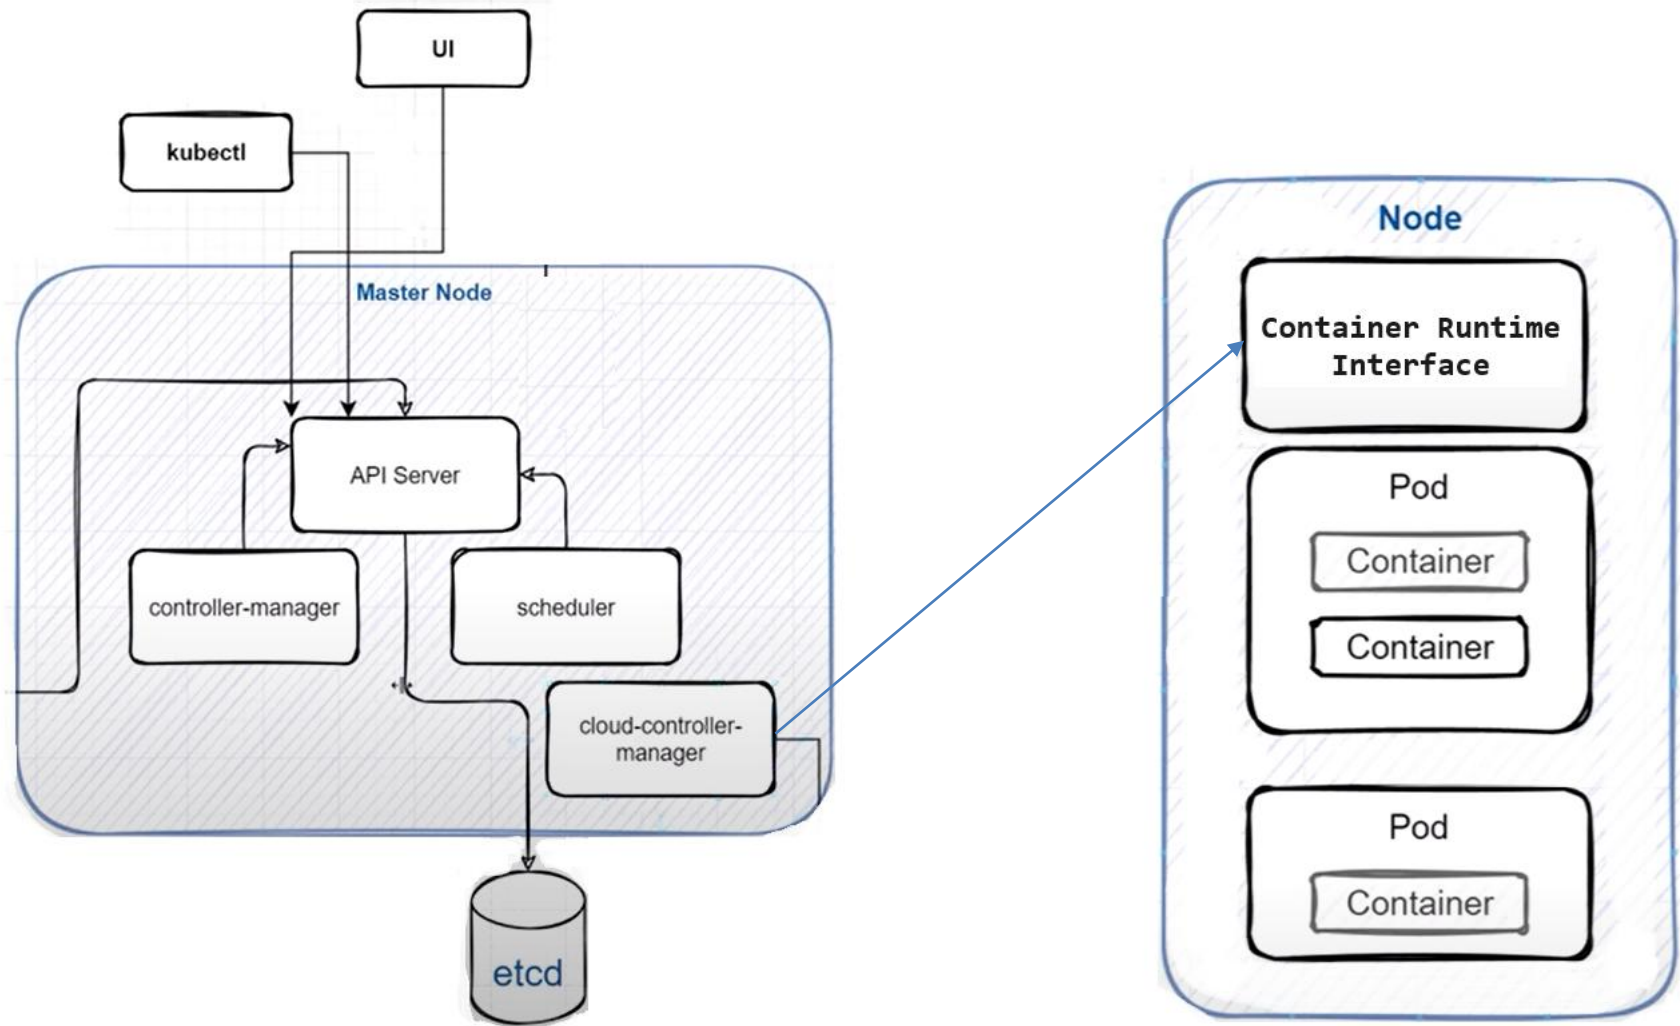 UI
kubectl
Master Node
API Server
controller-manager
scheduler
cloud-controller-
manager
etcd
Node
Container Runtime
Interface
Pod
Container
Container
Pod
Container